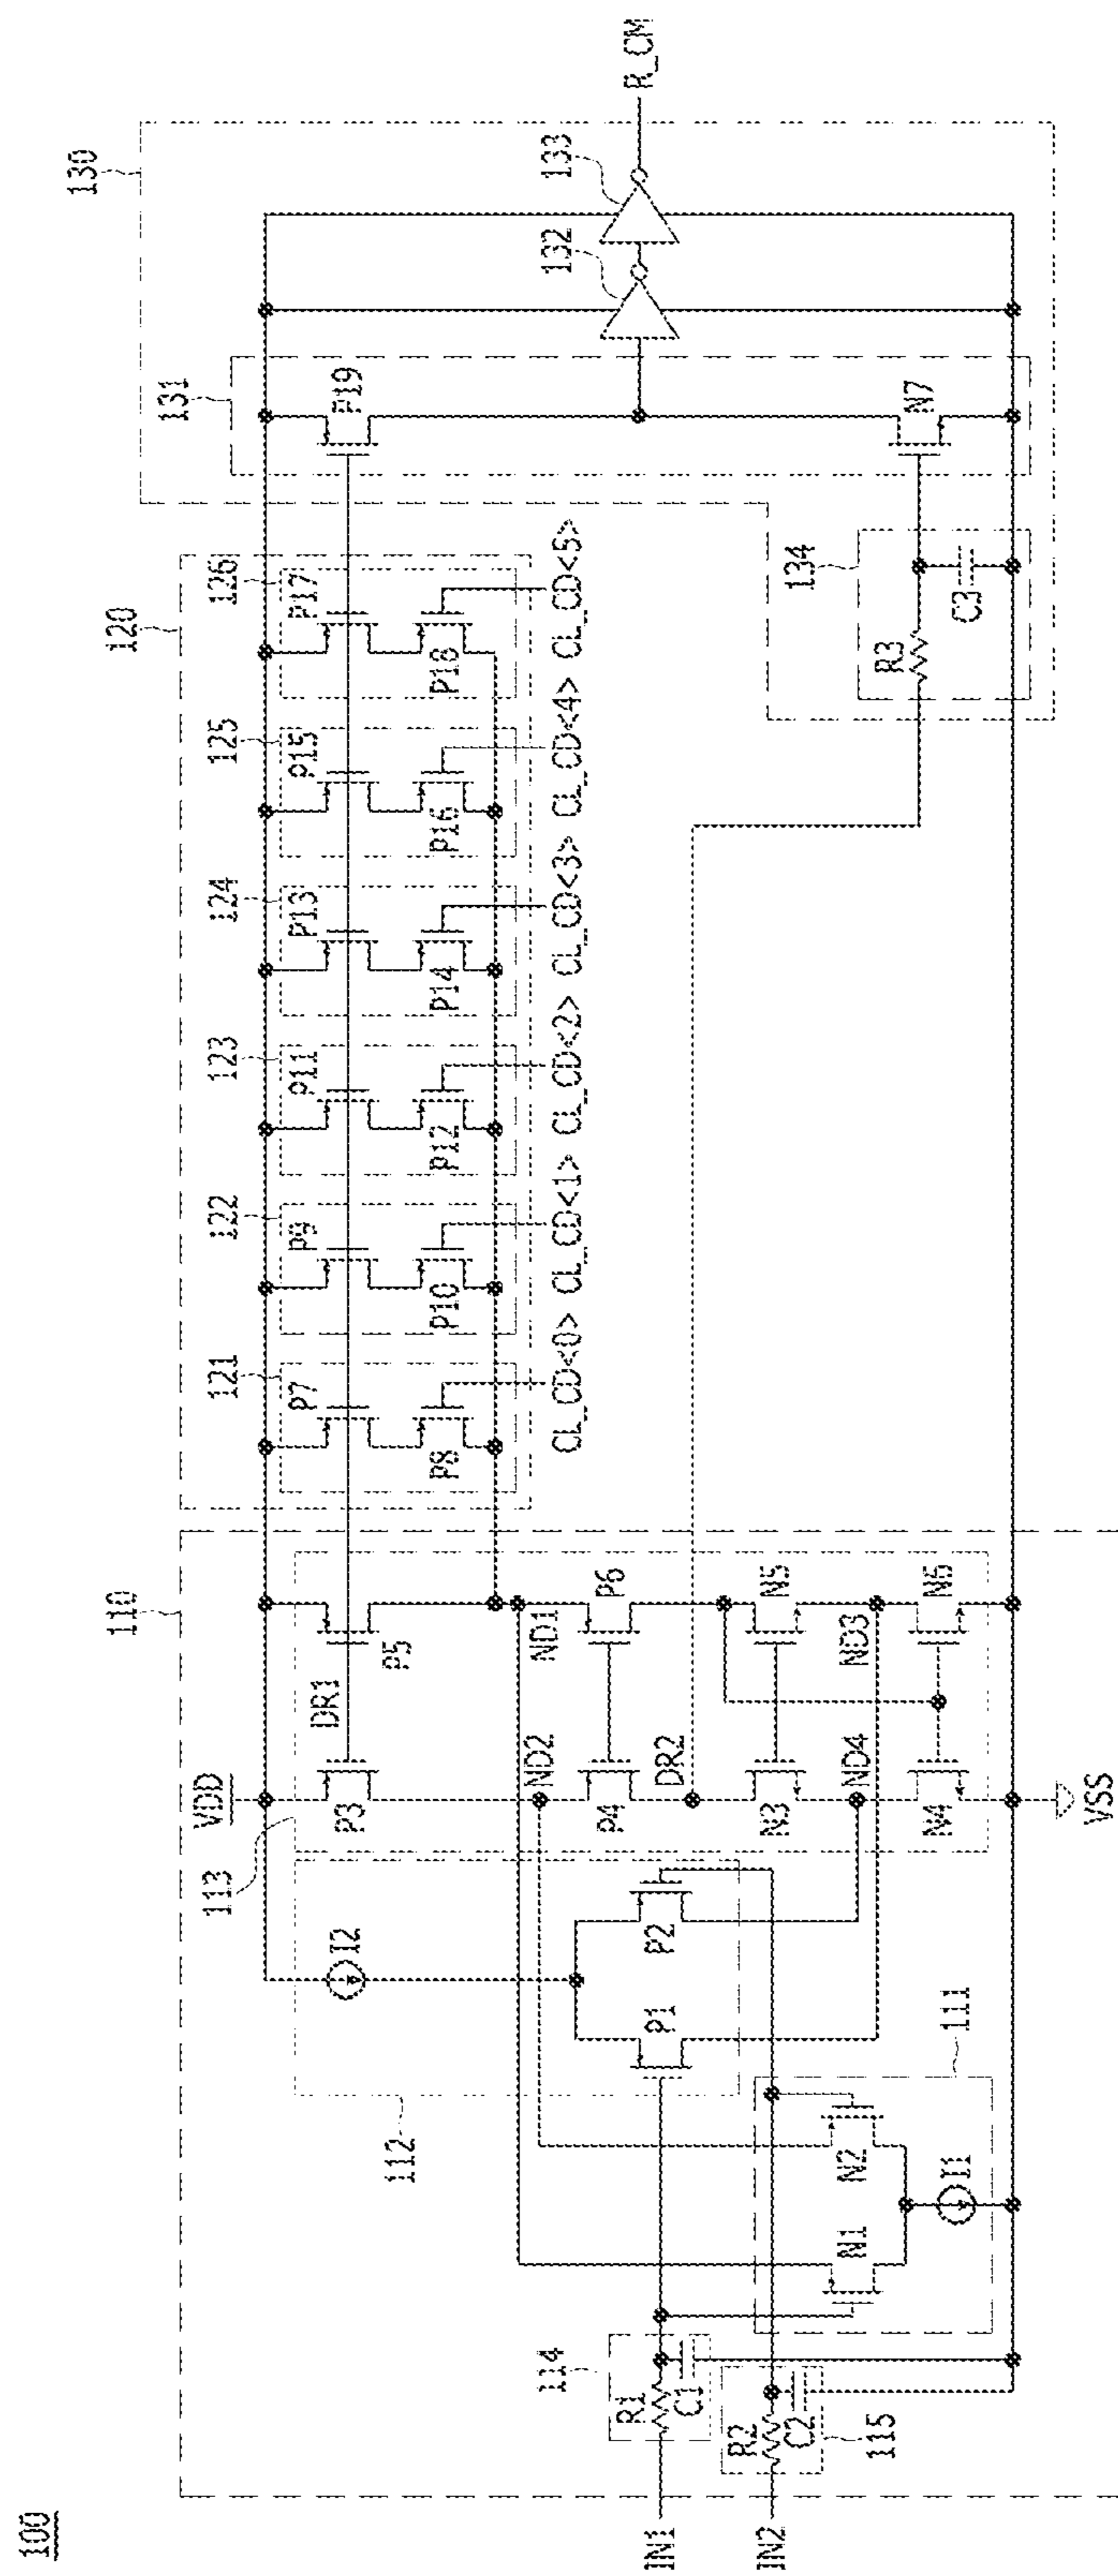 100
110
120
130
113
VDD
I2
P3
DR1
P5
112
P1
P2
ND2
ND1
P4
P6
DR2
N3
N5
ND4
ND3
N4
N6
VSS
111
N1
N2
I1
114
R1
C1
115
R2
C2
IN1
IN2
121
P7
P8
122
P9
P10
123
P11
P12
124
P13
P14
125
P15
P16
126
P17
P18
CL_CD<0> CL_CD<1> CL_CD<2> CL_CD<3> CL_CD<4> CL_CD<5>
131
P19
N7
132
133
R_CM
134
R3
C3